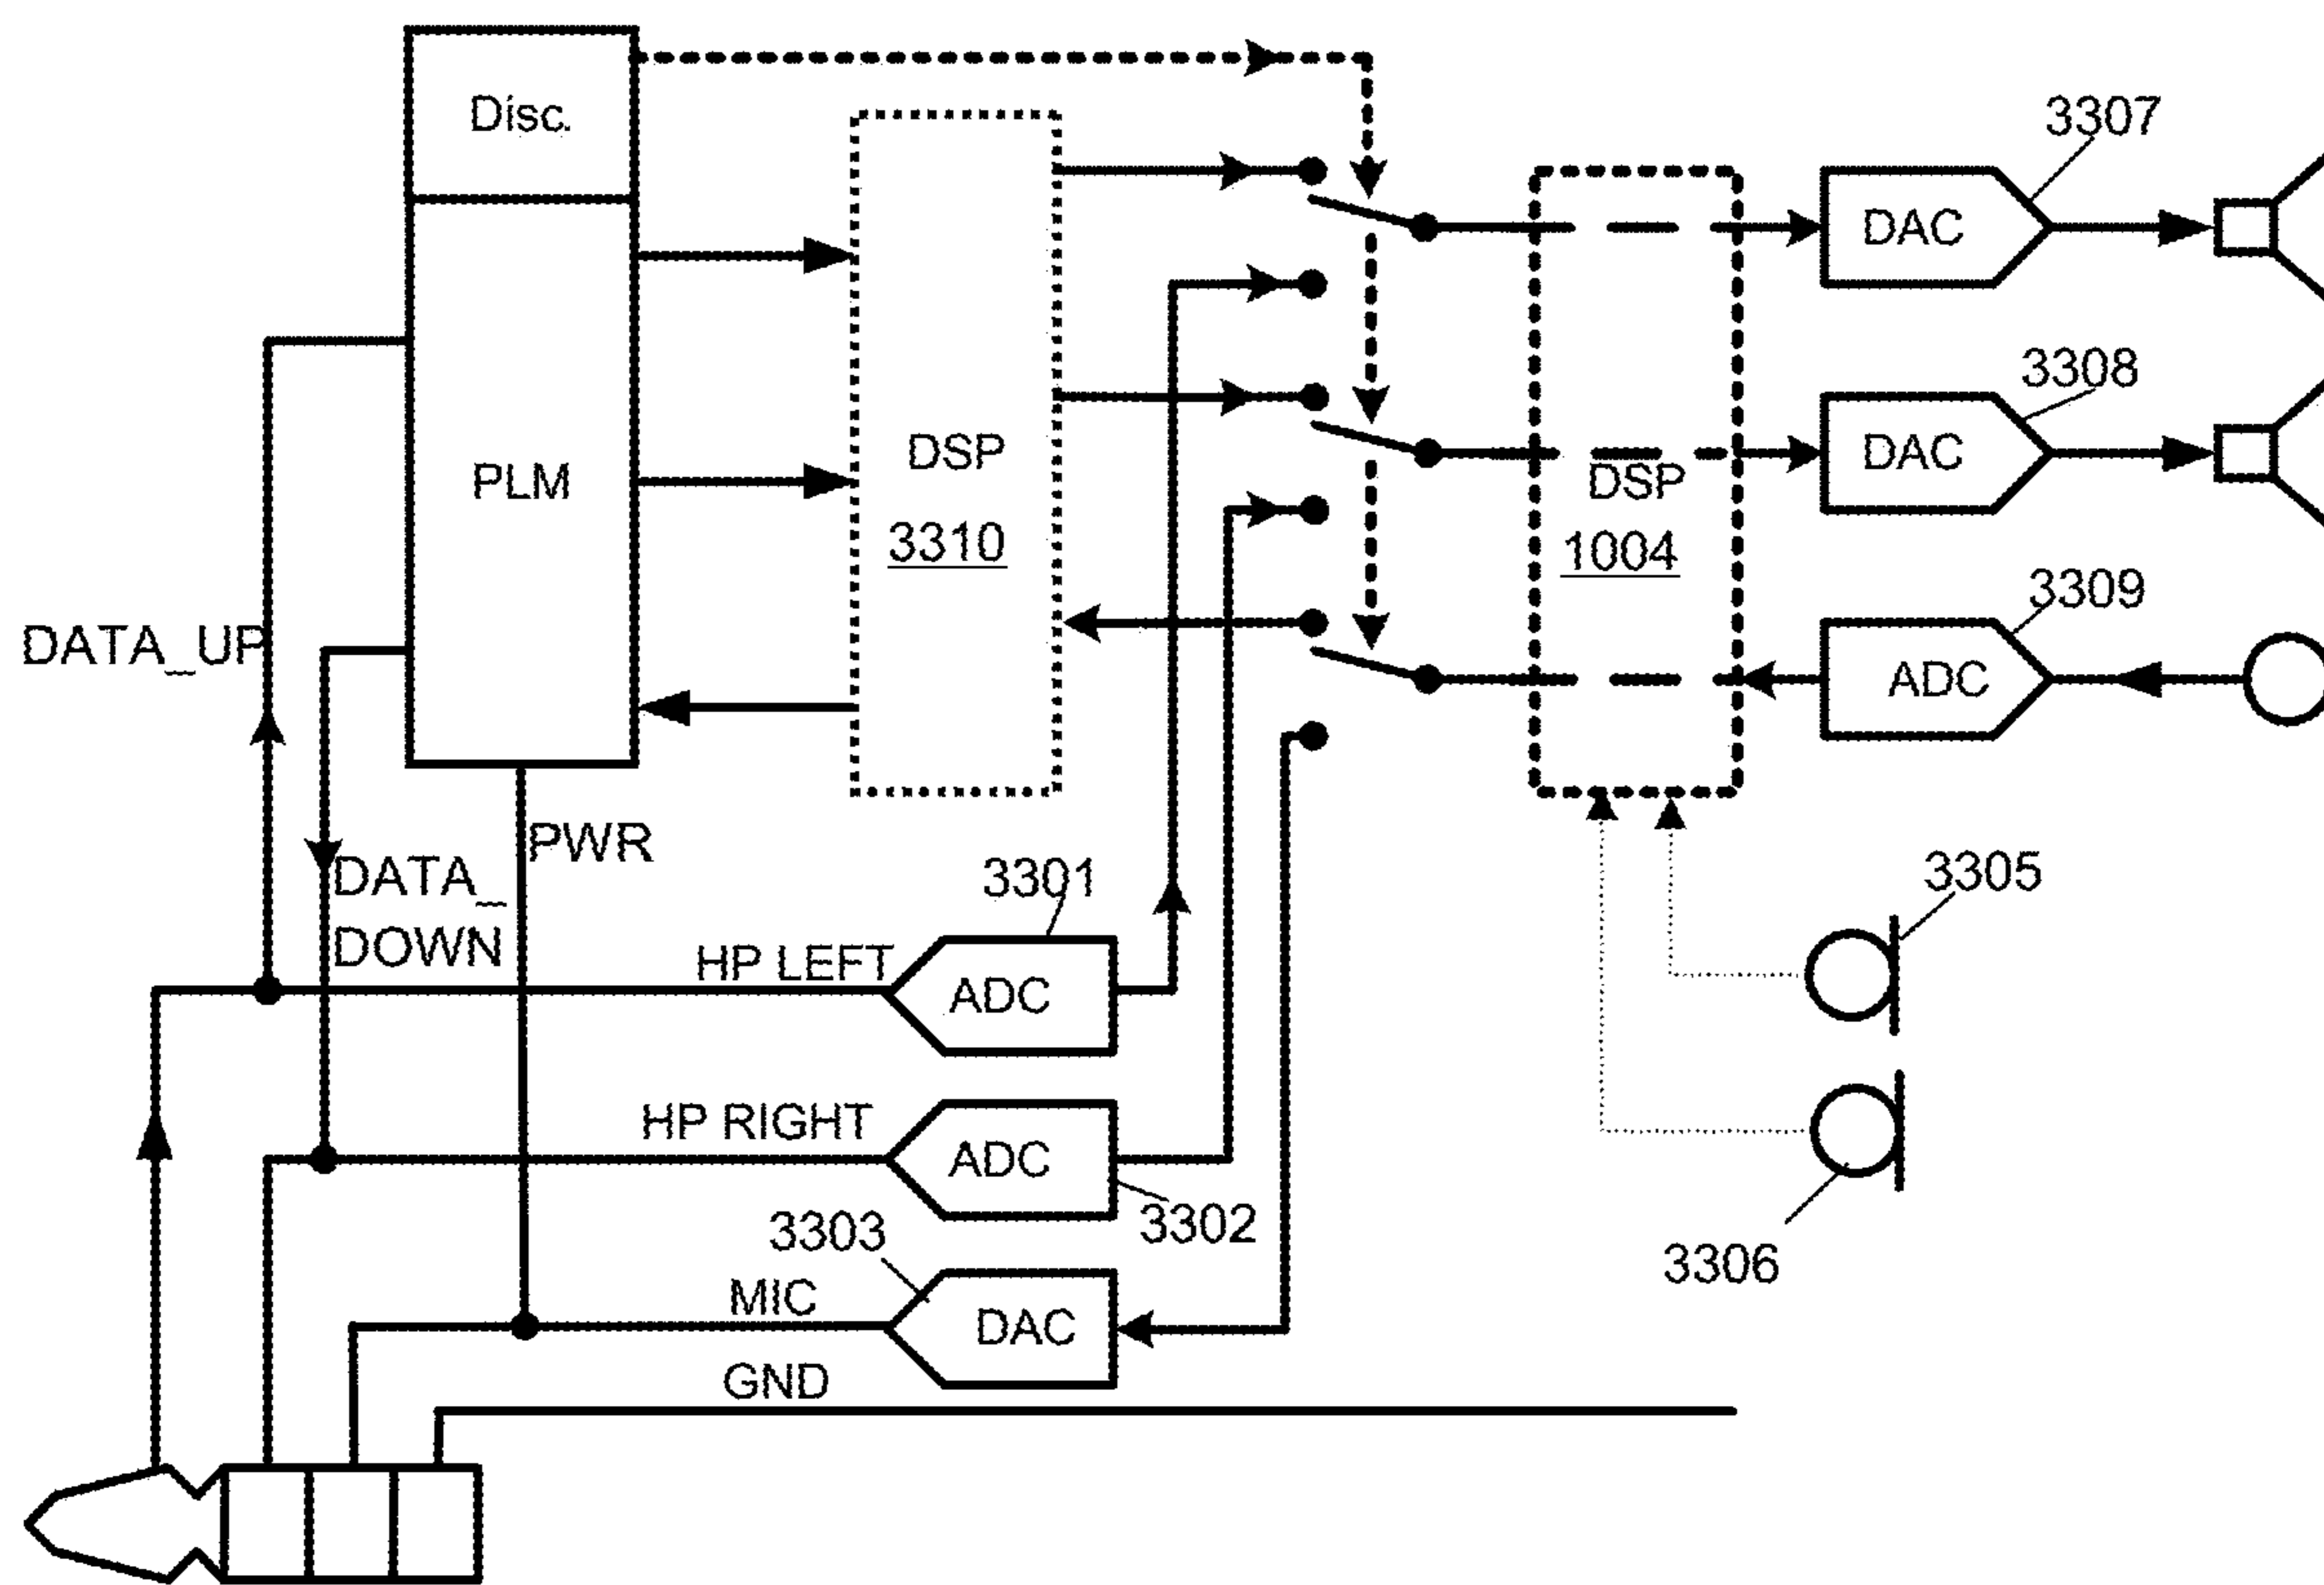 Disc.
3307
DAC
3308
DSP
PLM
DAC
DSP
3310
1004
3309
DATA_UP
ADC
PWR
DATA_
DOWN
3301
3305
HP LEFT
ADC
HP RIGHT
ADC
3302
3303
3306
MIC
DAC
GND